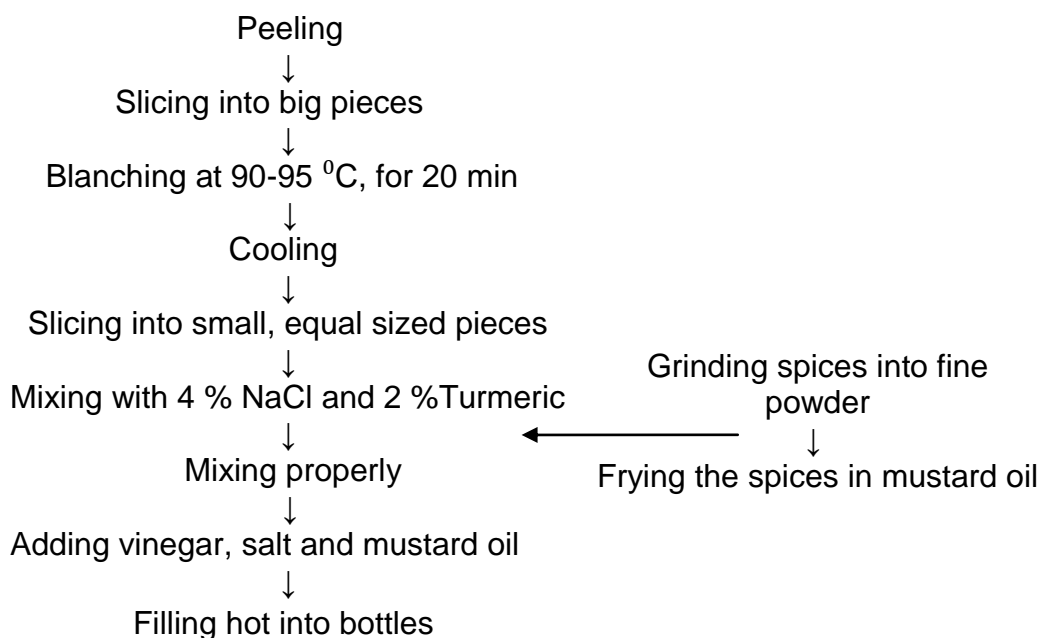 Peeling
↓
Slicing into big pieces
↓
Blanching at 90-95 ⁰C, for 20 min
↓
Cooling
↓
Slicing into small, equal sized pieces
↓
Mixing with 4 % NaCl and 2 %Turmeric
↓
Mixing properly
↓
Adding vinegar, salt and mustard oil
↓
Filling hot into bottles
Grinding spices into fine
powder
↓
Frying the spices in mustard oil